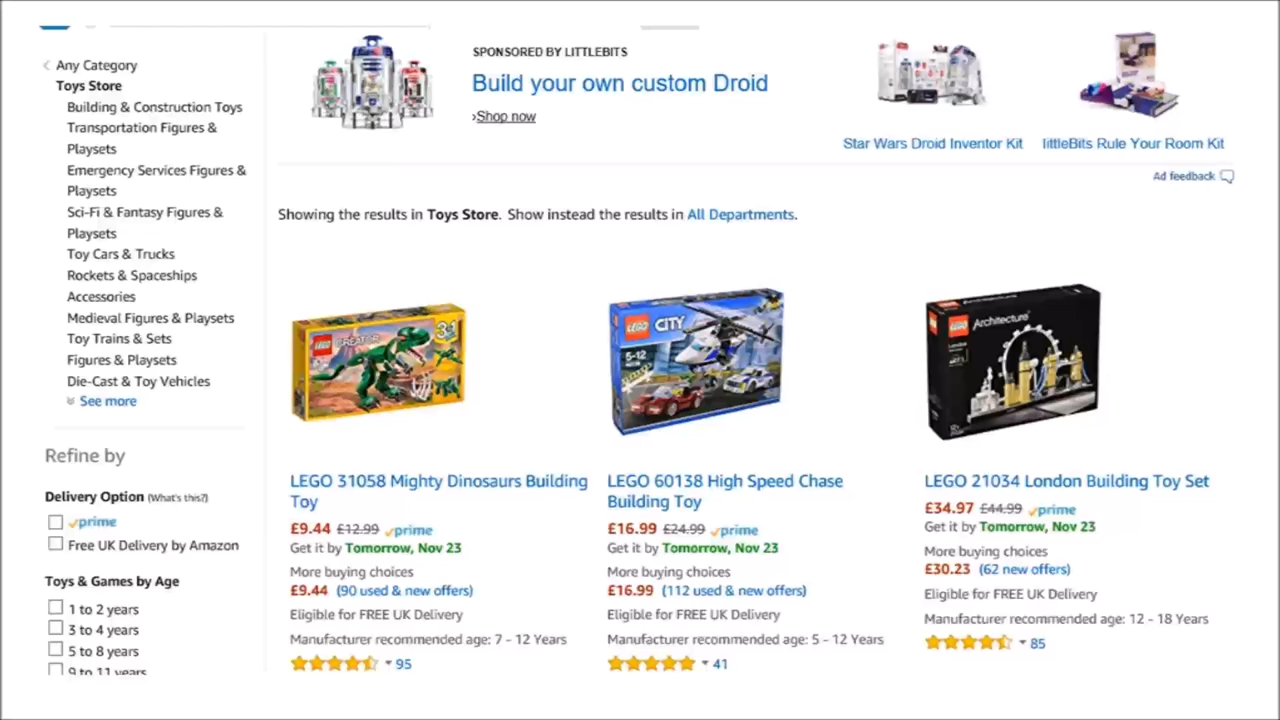 Any Category
Toys Store
Building & Construction Toys
Transportation Figures &
Playsets
Emergency Services Figures &
Playsets
Sci-Fi & Fantasy Figures &
Playsets
Toy Cars & Trucks
Rockets & Spaceships
Accessories
Medieval Figures & Playsets
Toy Trains & Sets
Figures & Playsets
Die-Cast & Toy Vehicles
See more
Refine by
Delivery Option (What's this?)
prime
Free UK Delivery by Amazon
Toys & Games by Age
1 to 2 years
3 to 4 years
5 to 8 years
9 to 11 years
SPONSORED BY LITTLEBITS
Build your own custom Droid
›Shop now
Star Wars Droid Inventor Kit
littleBits Rule Your Room Kit
Ad feedback
Showing the results in Toys Store. Show instead the results in All Departments.
LEGO CREATOR 3in1
LEGO 31058 Mighty Dinosaurs Building
Toy
£9.44 £12.99 prime
Get it by Tomorrow, Nov 23
More buying choices
£9.44 (90 used & new offers)
Eligible for FREE UK Delivery
Manufacturer recommended age: 7 - 12 Years
95
LEGO CITY
5-12
LEGO 60138 High Speed Chase
Building Toy
£16.99 £24.99 prime
Get it by Tomorrow, Nov 23
More buying choices
£16.99 (112 used & new offers)
Eligible for FREE UK Delivery
Manufacturer recommended age: 5 - 12 Years
41
LEGO Architecture
London
LEGO 21034 London Building Toy Set
£34.97 £44.99 prime
Get it by Tomorrow, Nov 23
More buying choices
£30.23 (62 new offers)
Eligible for FREE UK Delivery
Manufacturer recommended age: 12 - 18 Years
85